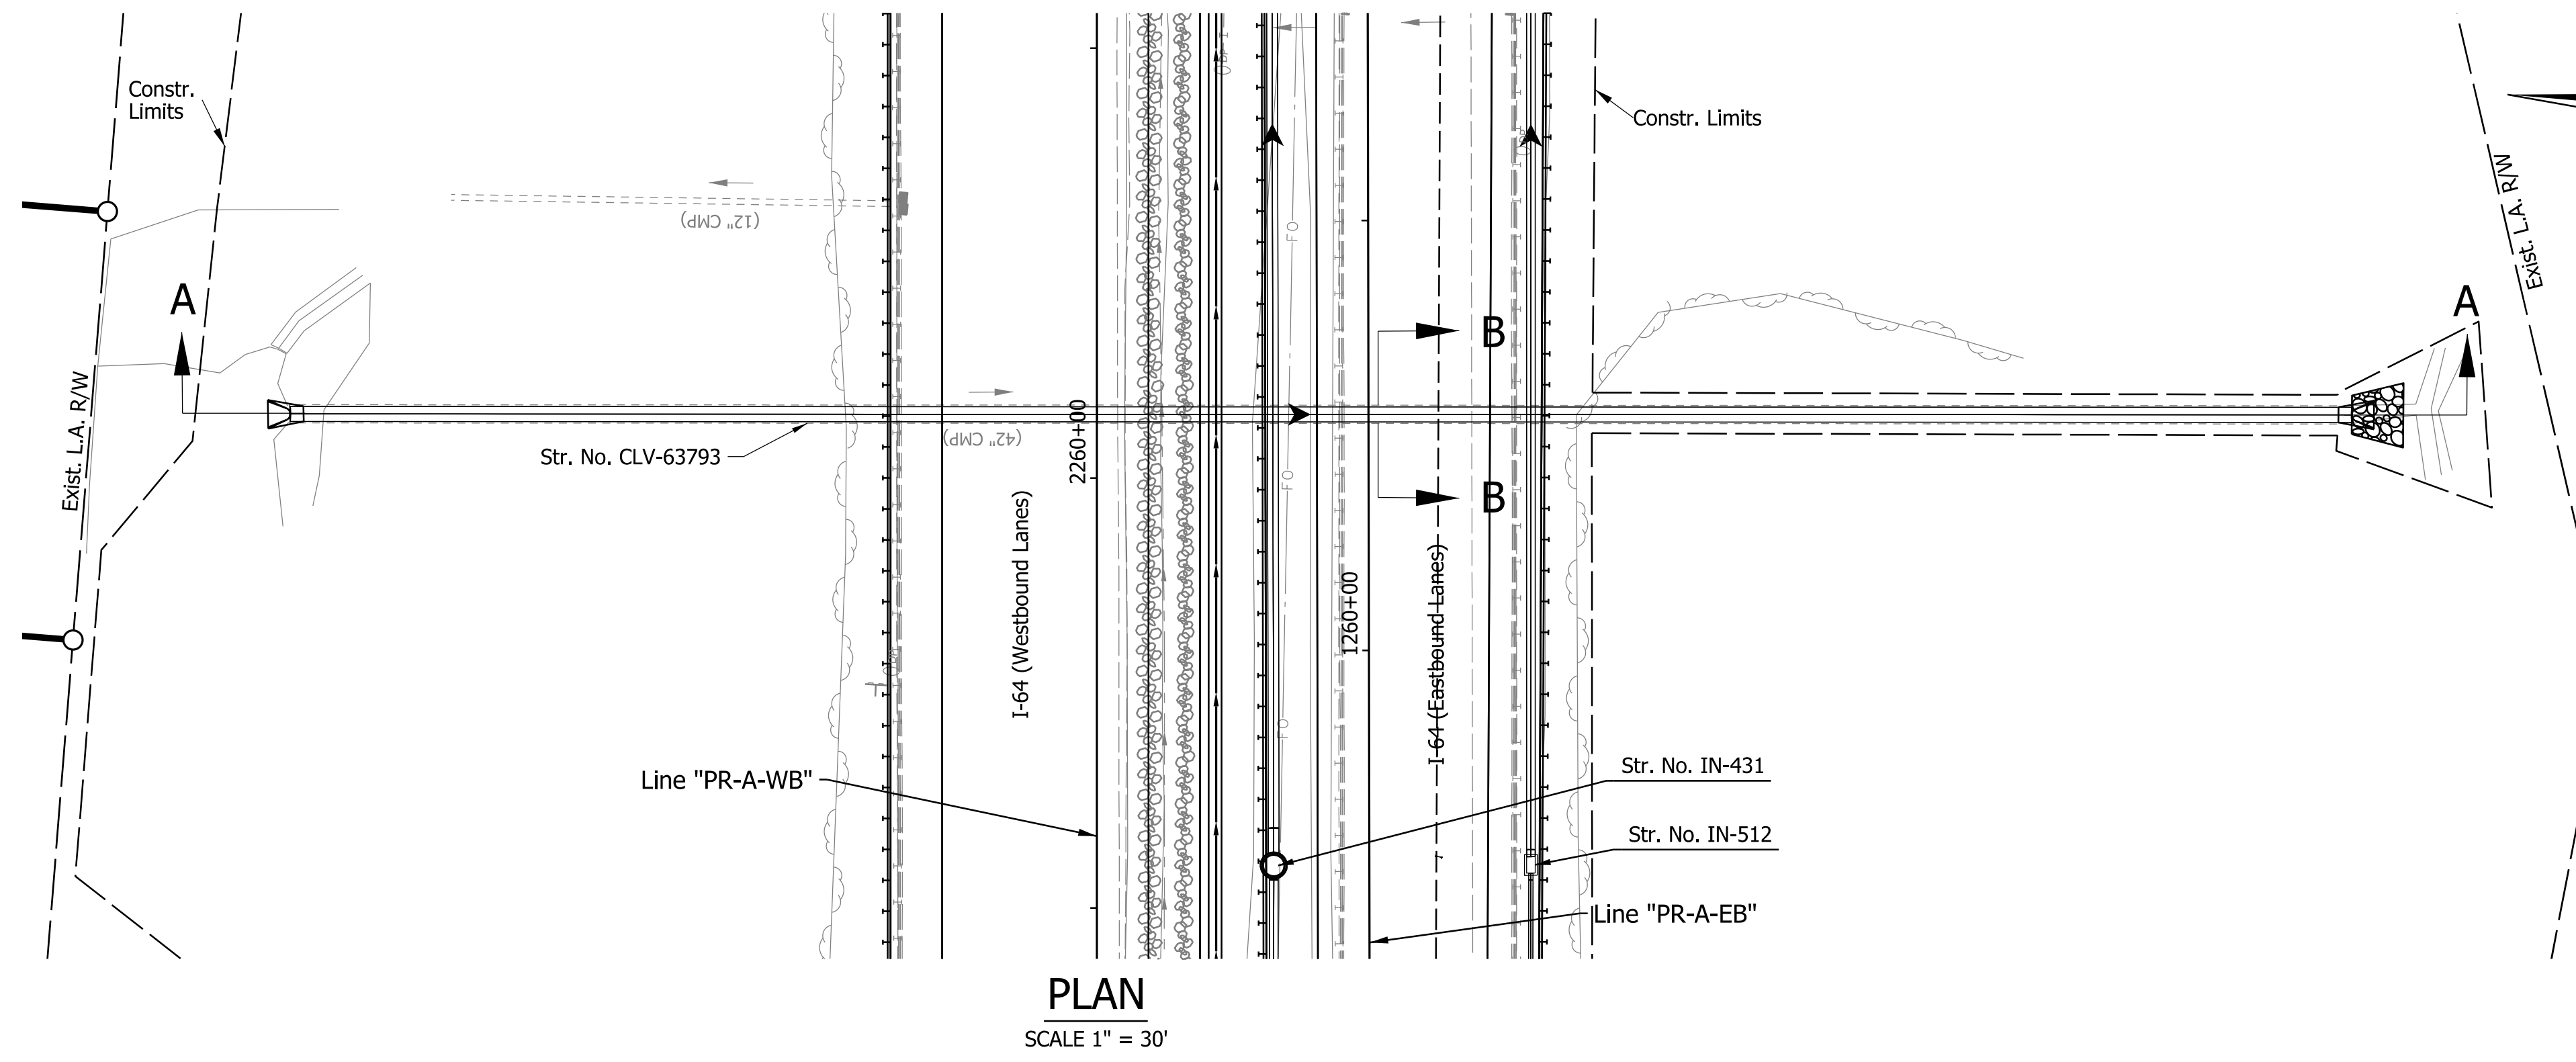 Constr.
Limits
Constr. Limits
Exist. L.A. R/W
(12" CMP)
FO
A
A
B
Exist. L.A. R/W
2260+00
(42" CMP)
Str. No. CLV-63793
FO
B
I-64 (Westbound Lanes)
1260+00
I-64 (Eastbound Lanes)
FO
Line "PR-A-WB"
Str. No. IN-431
Str. No. IN-512
Line "PR-A-EB"
PLAN
SCALE 1" = 30'